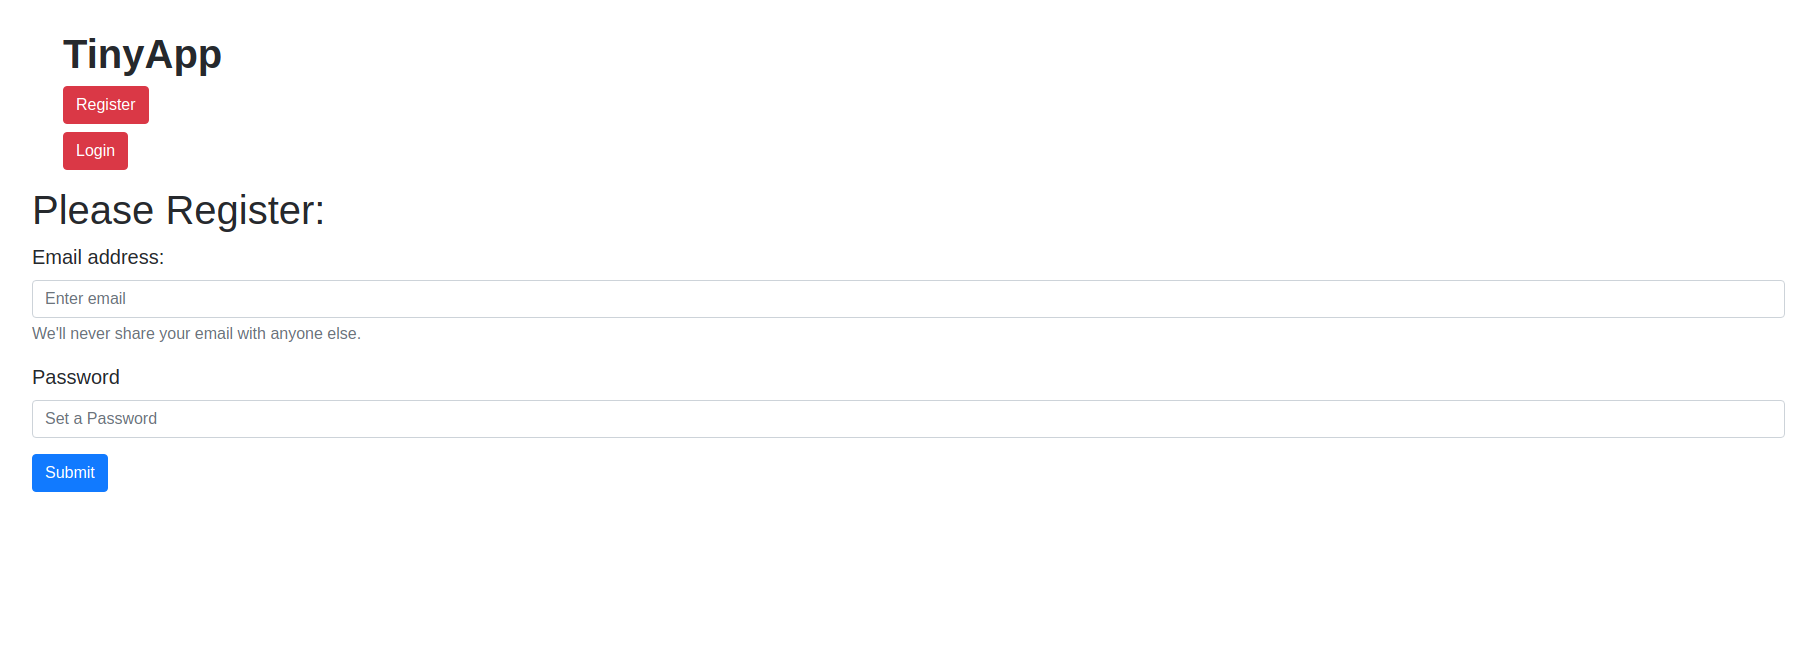 TinyApp
Register
Login
Please Register:
Email address:
Enter email
We'll never share your email with anyone else.
Password
Set a Password
Submit